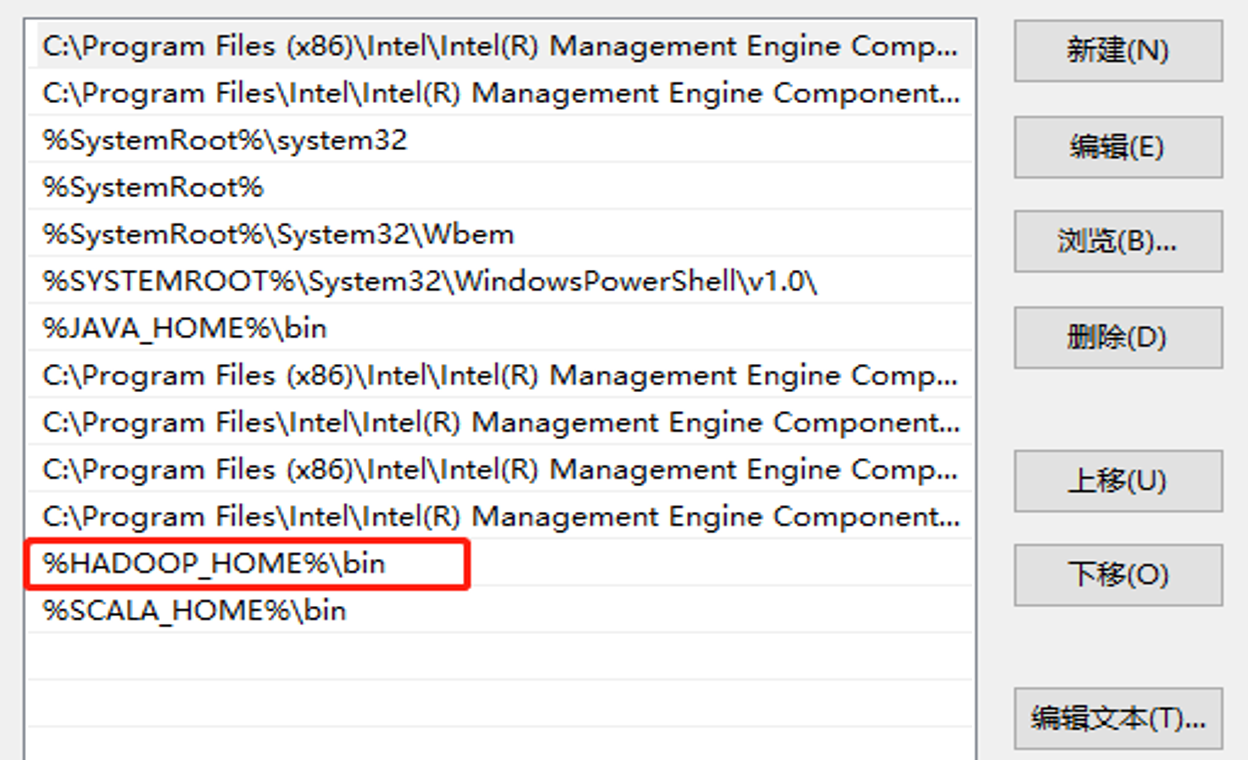 C:\Program Files (x86)\Intel\Intel(R) Management Engine Comp...
C:\Program Files\Intel\Intel(R) Management Engine Component...
%SystemRoot%\system32
%SystemRoot%
%SystemRoot%\System32\Wbem
%SYSTEMROOT%\System32\WindowsPowerShell\v1.0\
%JAVA_HOME%\bin
C:\Program Files (x86)\Intel\Intel(R) Management Engine Comp...
C:\Program Files\Intel\Intel(R) Management Engine Component...
C:\Program Files (x86)\Intel\Intel(R) Management Engine Comp...
C:\Program Files\Intel\Intel(R) Management Engine Component...
%HADOOP_HOME%\bin
%SCALA_HOME%\bin
新建(N)
编辑(E)
浏览(B)...
删除(D)
上移(U)
下移(O)
编辑文本(T)...